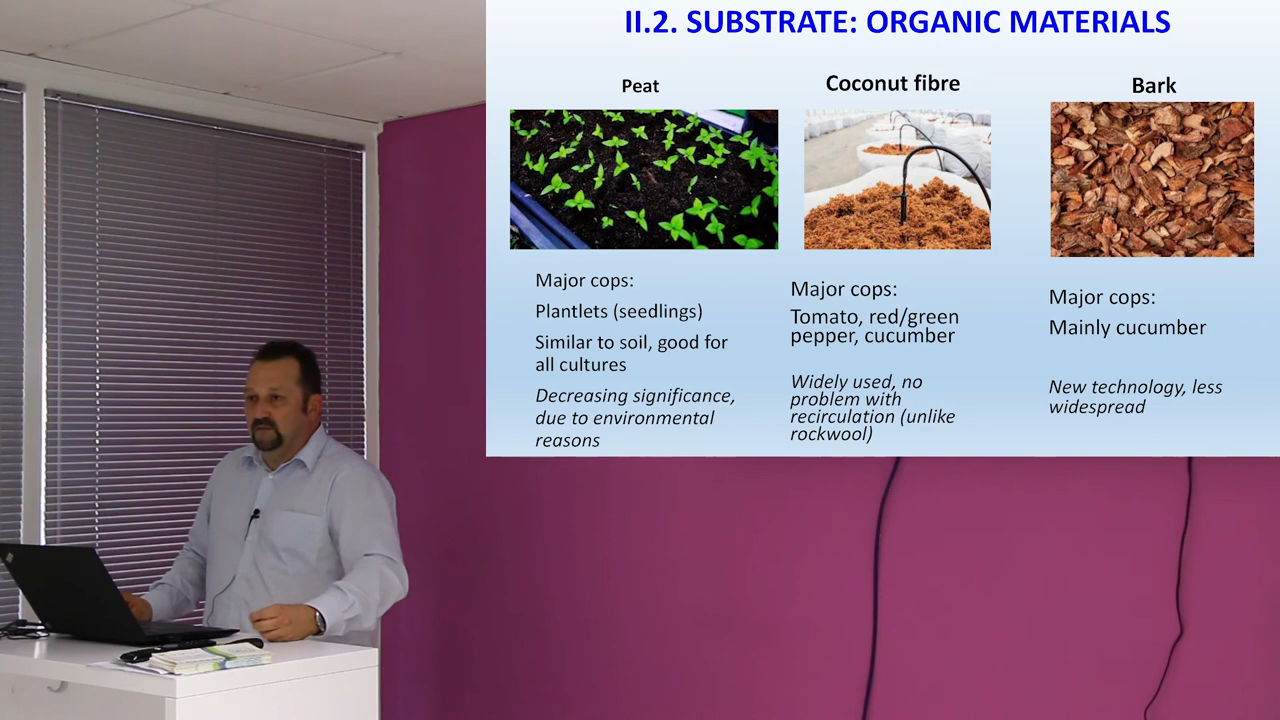 II.2. SUBSTRATE: ORGANIC MATERIALS
Peat
Major cops:
Plantlets (seedlings)
Similar to soil, good for
all cultures
Decreasing significance,
due to environmental
reasons
Coconut fibre
Major cops:
Tomato, red/green
pepper, cucumber
Widely used, no
problem with
recirculation (unlike
rockwool)
Bark
Major cops:
Mainly cucumber
New technology, less
widespread